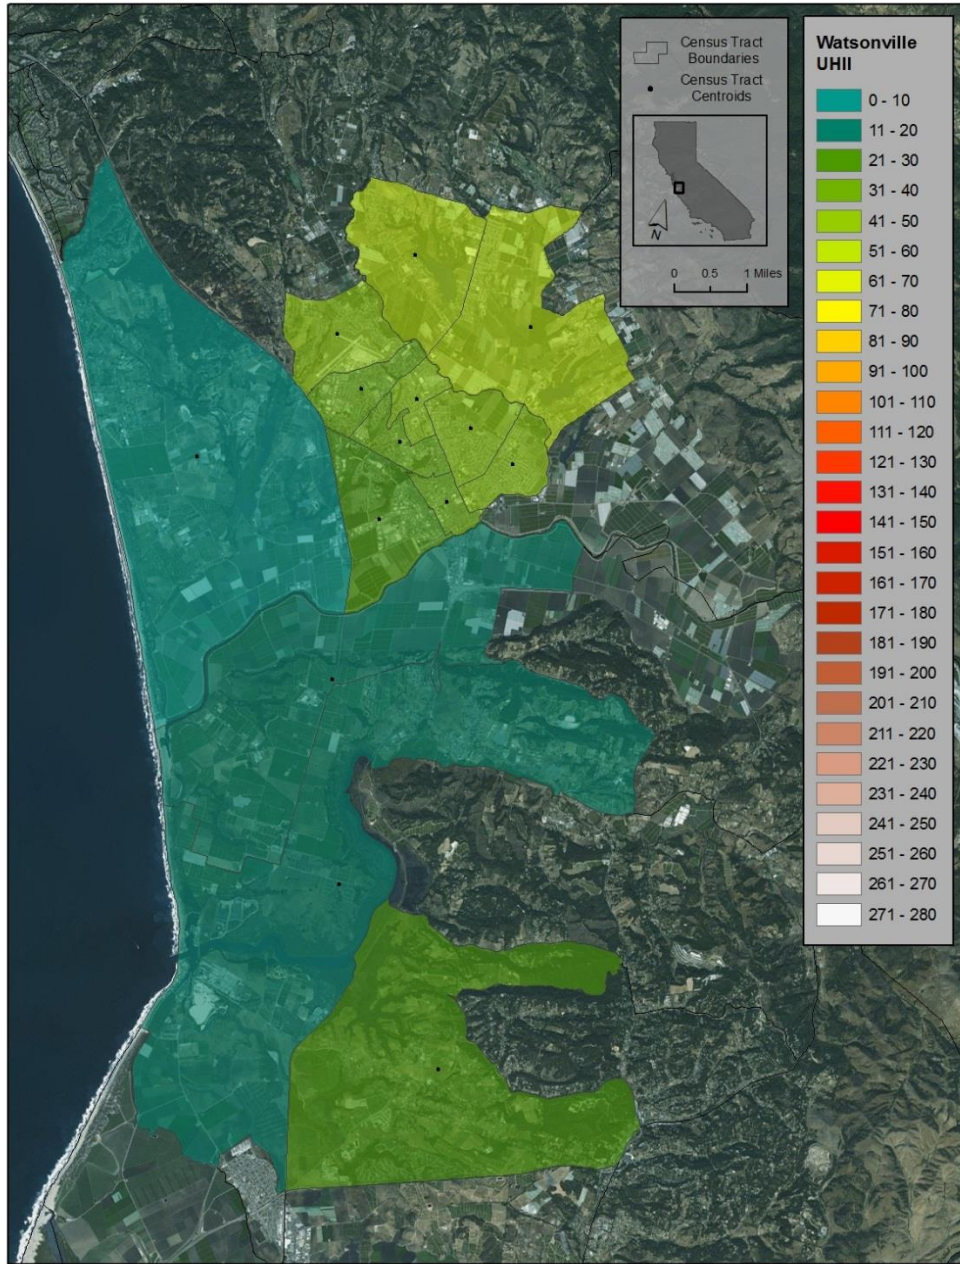 Census Tract
Boundaries
Census Tract
Centroids
N
0 0.5 1 Miles
Watsonville
UHII
0 - 10
11 - 20
21 - 30
31 - 40
41 - 50
51 - 60
61 - 70
71 - 80
81 - 90
91 - 100
101 - 110
111 - 120
121 - 130
131 - 140
141 - 150
151 - 160
161 - 170
171 - 180
181 - 190
191 - 200
201 - 210
211 - 220
221 - 230
231 - 240
241 - 250
251 - 260
261 - 270
271 - 280